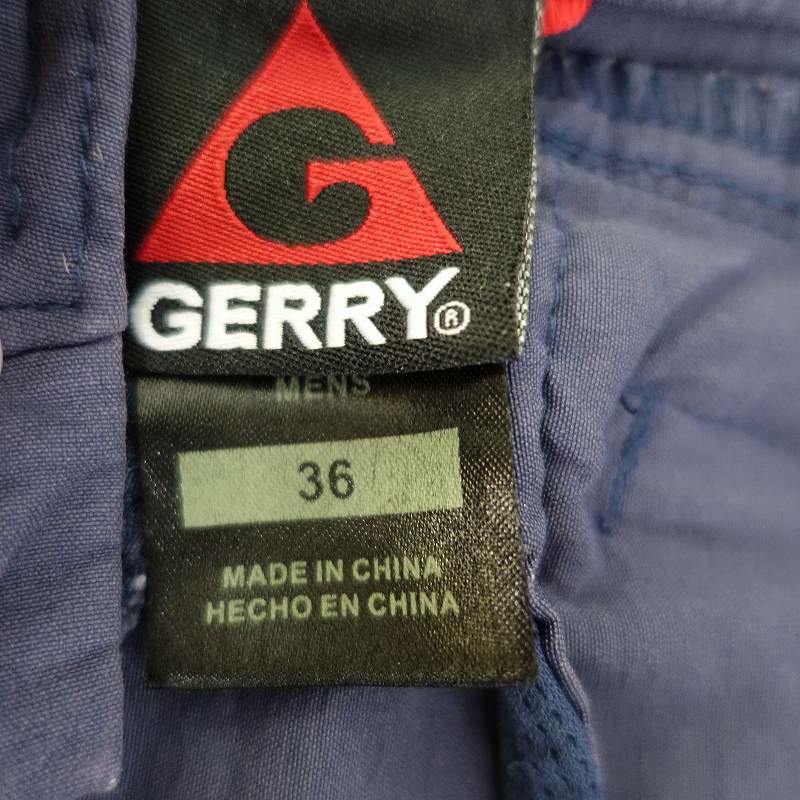 G
GERRY®
MENS
36
MADE IN CHINA
HECHO EN CHINA